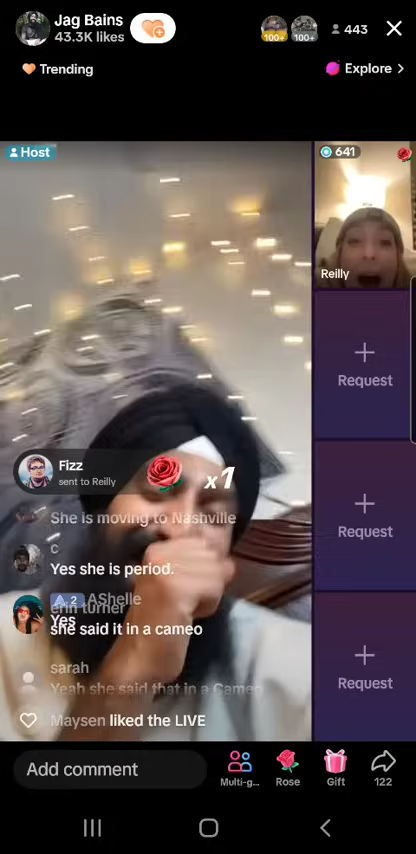 Jag Bains
43.3K likes
100+
100+
443
Trending
Explore >
Host
641
Reilly
+
Request
Fizz
sent to Reilly
x1
She is moving to Nashville
+
Request
C
Yes she is period.
2 AShelle
erin turner
Yes
she said it in a cameo
+
Request
sarah
Yeah she said that in a Cameo
Maysen liked the LIVE
Add comment
Multi-g...
Rose
Gift
122